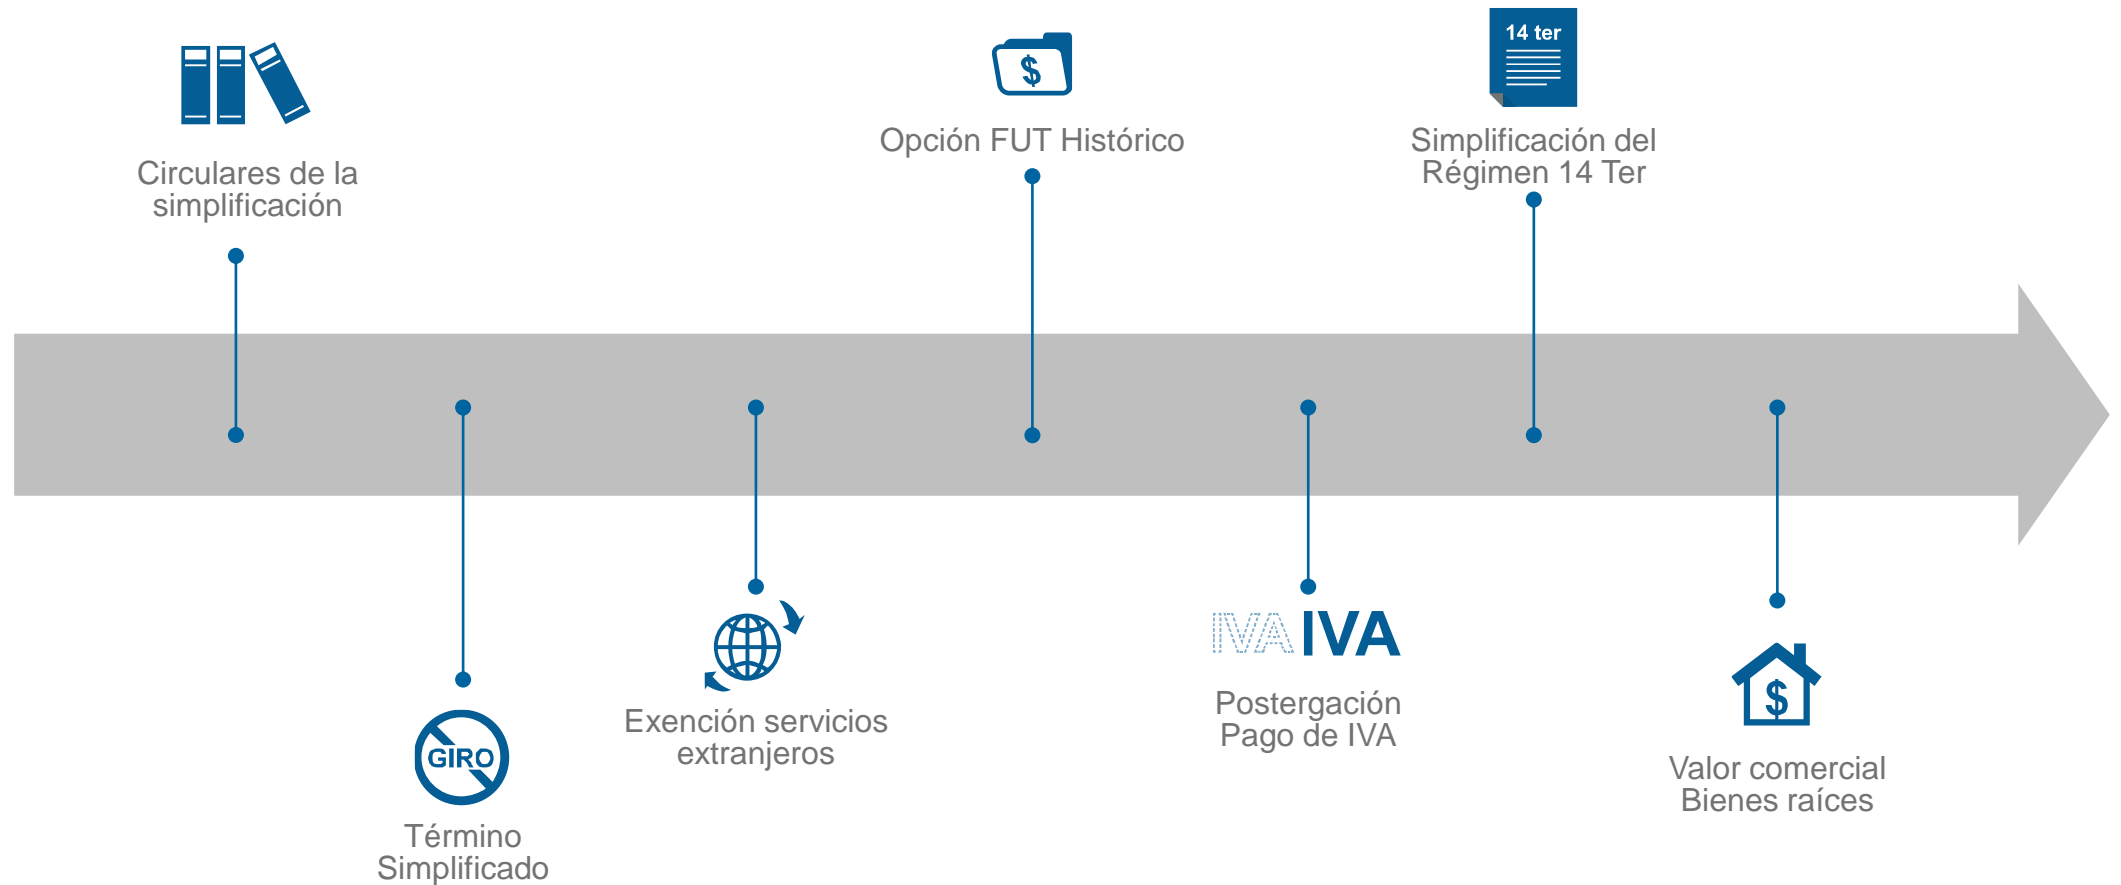 Circulares de la
simplificación
GIRO
Término
Simplificado
Exención servicios
extranjeros
$
Opción FUT Histórico
IVA IVA
Postergación
Pago de IVA
14 ter
Simplificación del
Régimen 14 Ter
$
Valor comercial
Bienes raíces